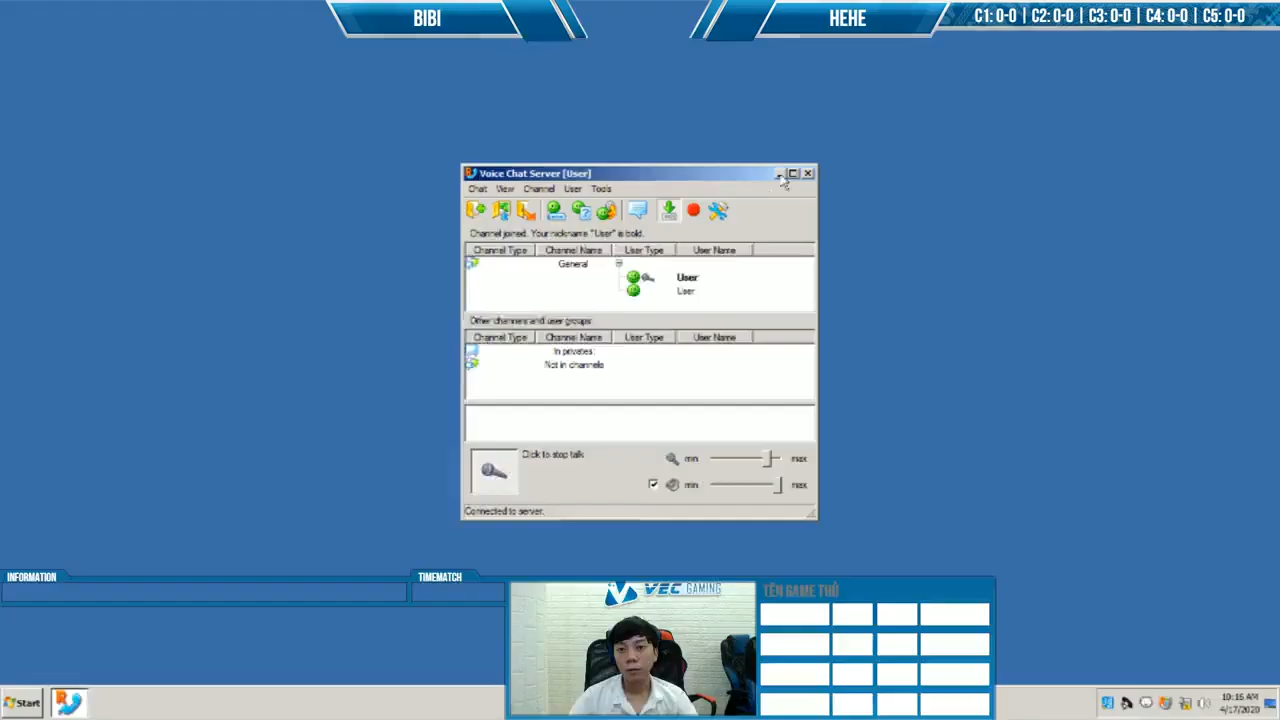 BIBI
HEHE
C1: 0-0 | C2: 0-0 | C3: 0-0 | C4: 0-0 | C5: 0-0
Voice Chat Server [User]
Chat View Channel User Tools
Channel joined. Your nickname "User" is bold.
Channel Type Channel Name User Type User Name
General
User
User
Other channels and user groups:
Channel Type Channel Name User Type User Name
In privates:
Not in channels
Click to stop talk
min max
min max
Connected to server.
INFORMATION
TIMEMATCH
VEC GAMING
TÊN GAME THỦ
Start
10:16 AM
4/17/2020